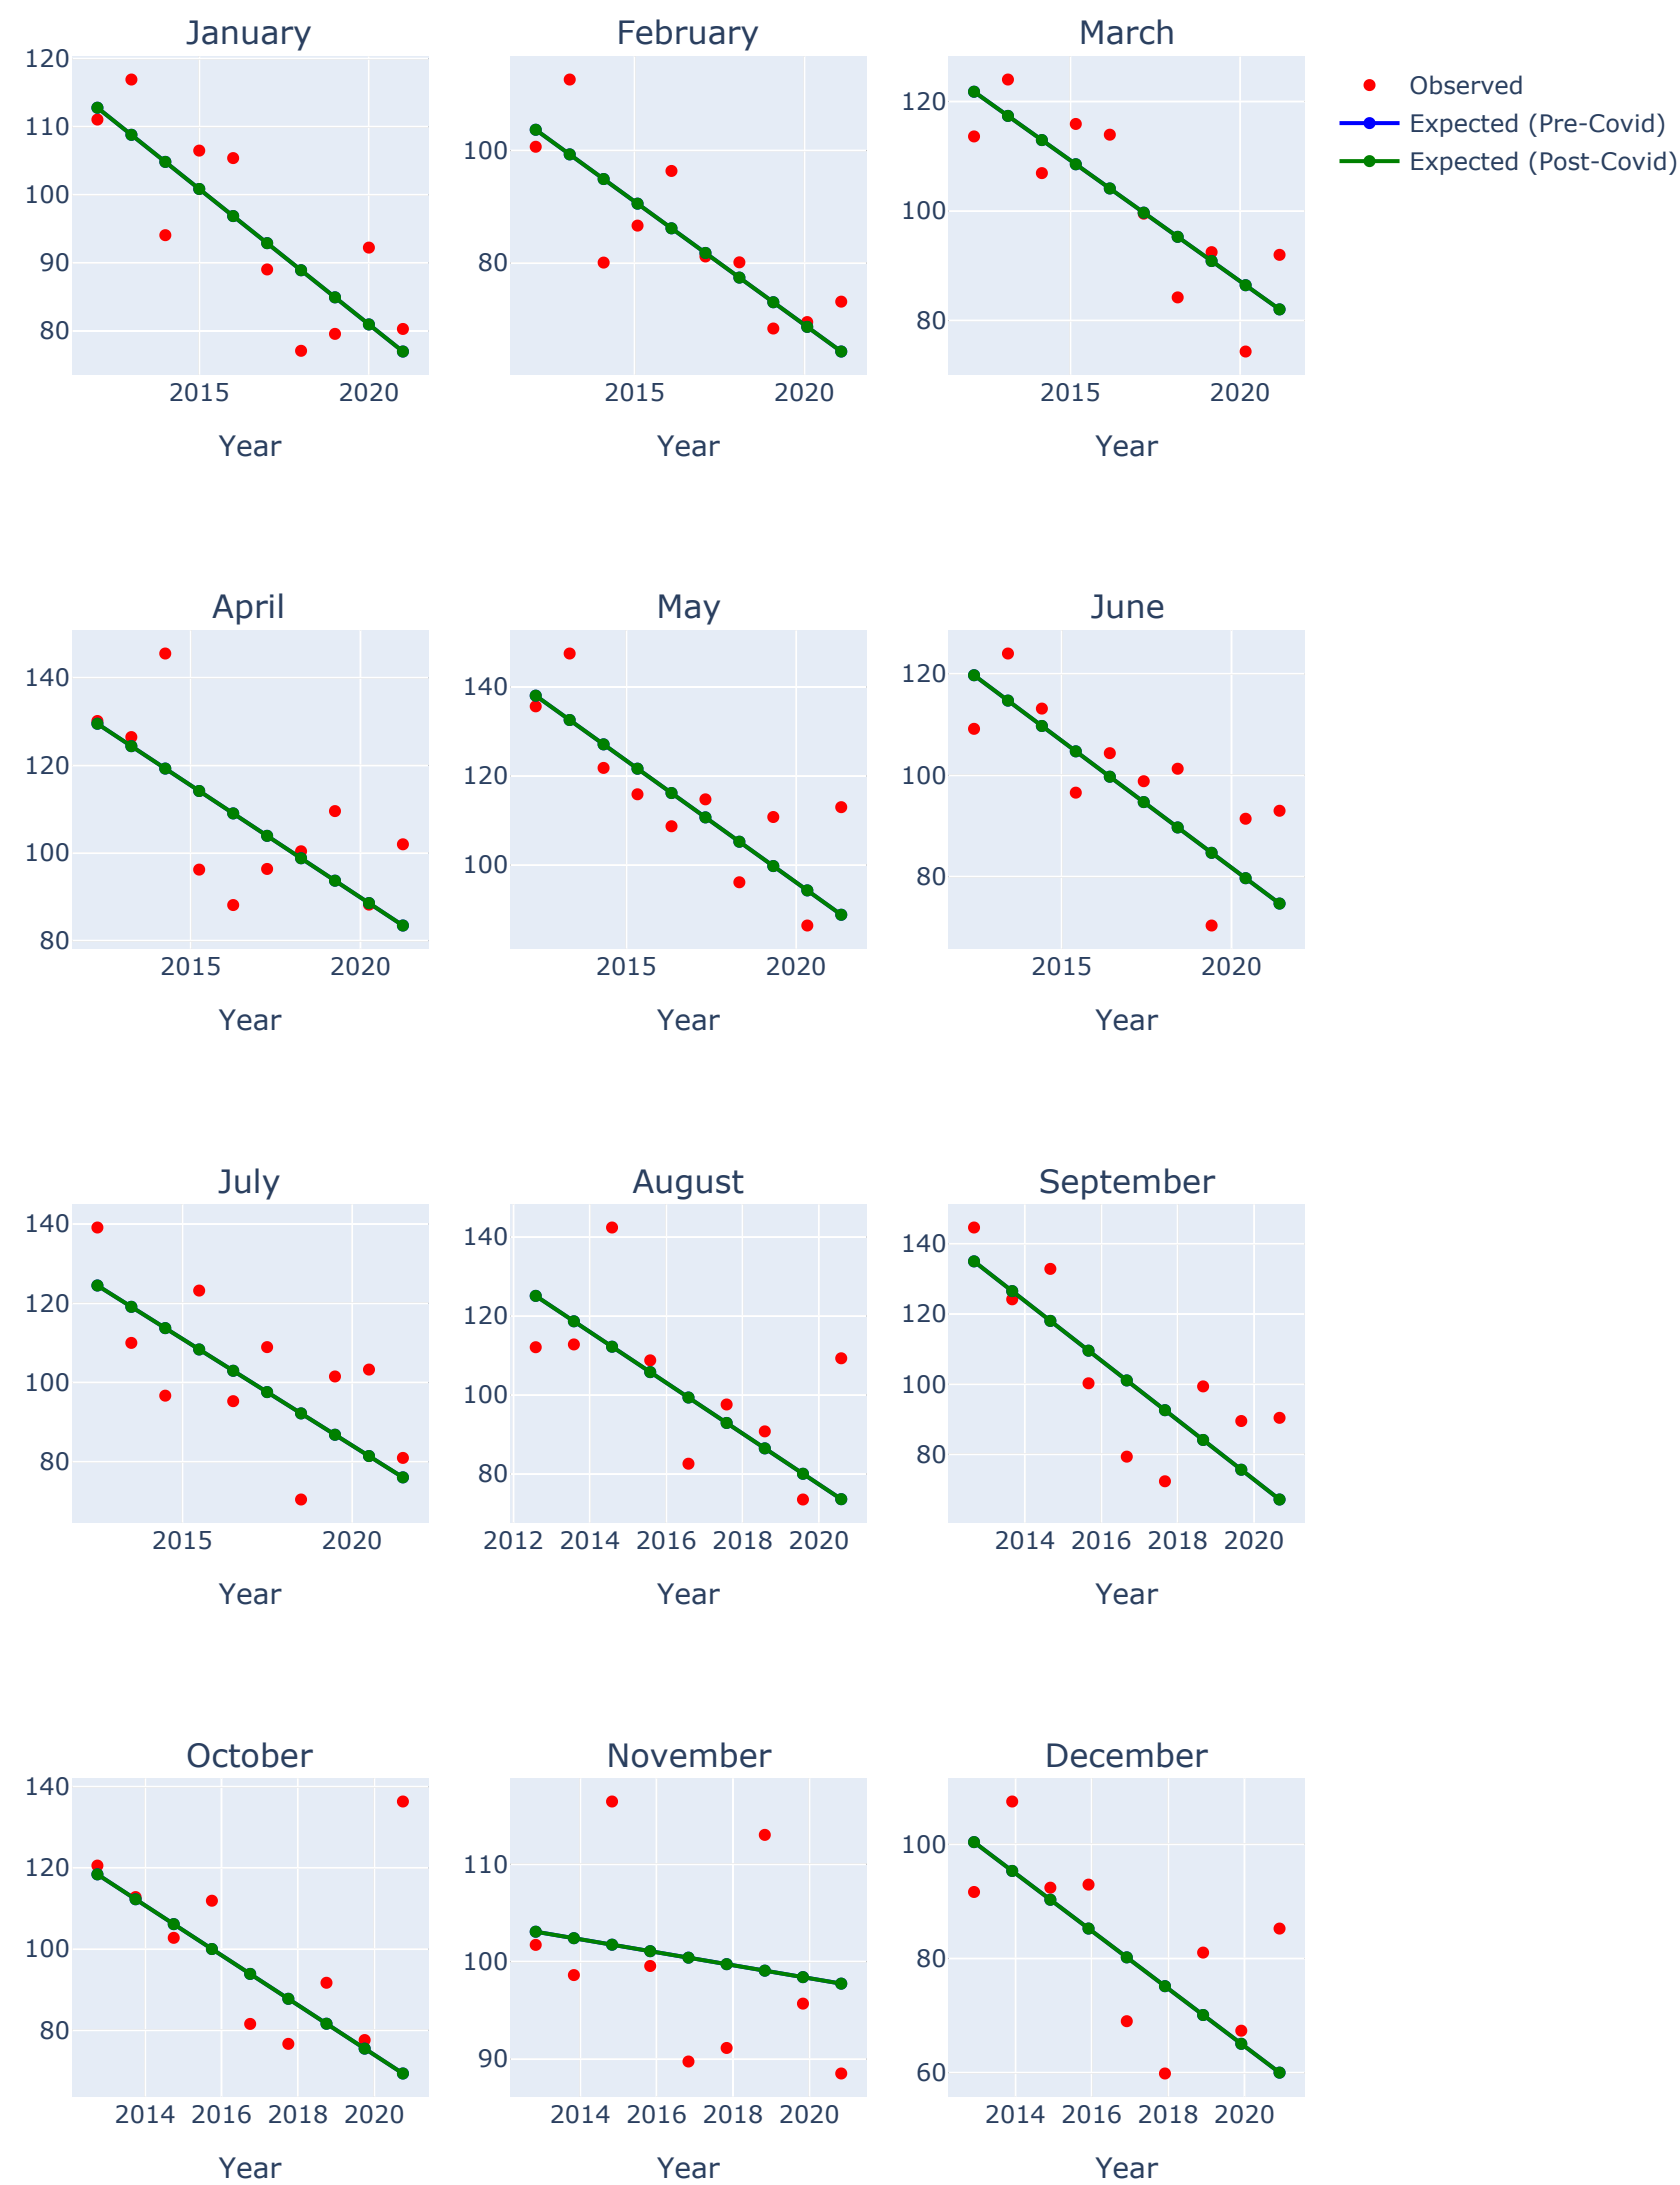 January
February
March
120
110
100
90
80
2015
2020
Year
100
80
2015
2020
Year
120
100
80
2015
2020
Year
Observed
Expected (Pre-Covid)
Expected (Post-Covid)
April
May
June
140
120
100
80
2015
2020
Year
140
120
100
2015
2020
Year
120
100
80
2015
2020
Year
July
August
September
140
120
100
80
2015
2020
Year
140
120
100
80
2012
2014
2016
2018
2020
Year
140
120
100
80
2014
2016
2018
2020
Year
October
November
December
140
120
100
80
2014
2016
2018
2020
Year
110
100
90
2014
2016
2018
2020
Year
100
80
60
2014
2016
2018
2020
Year